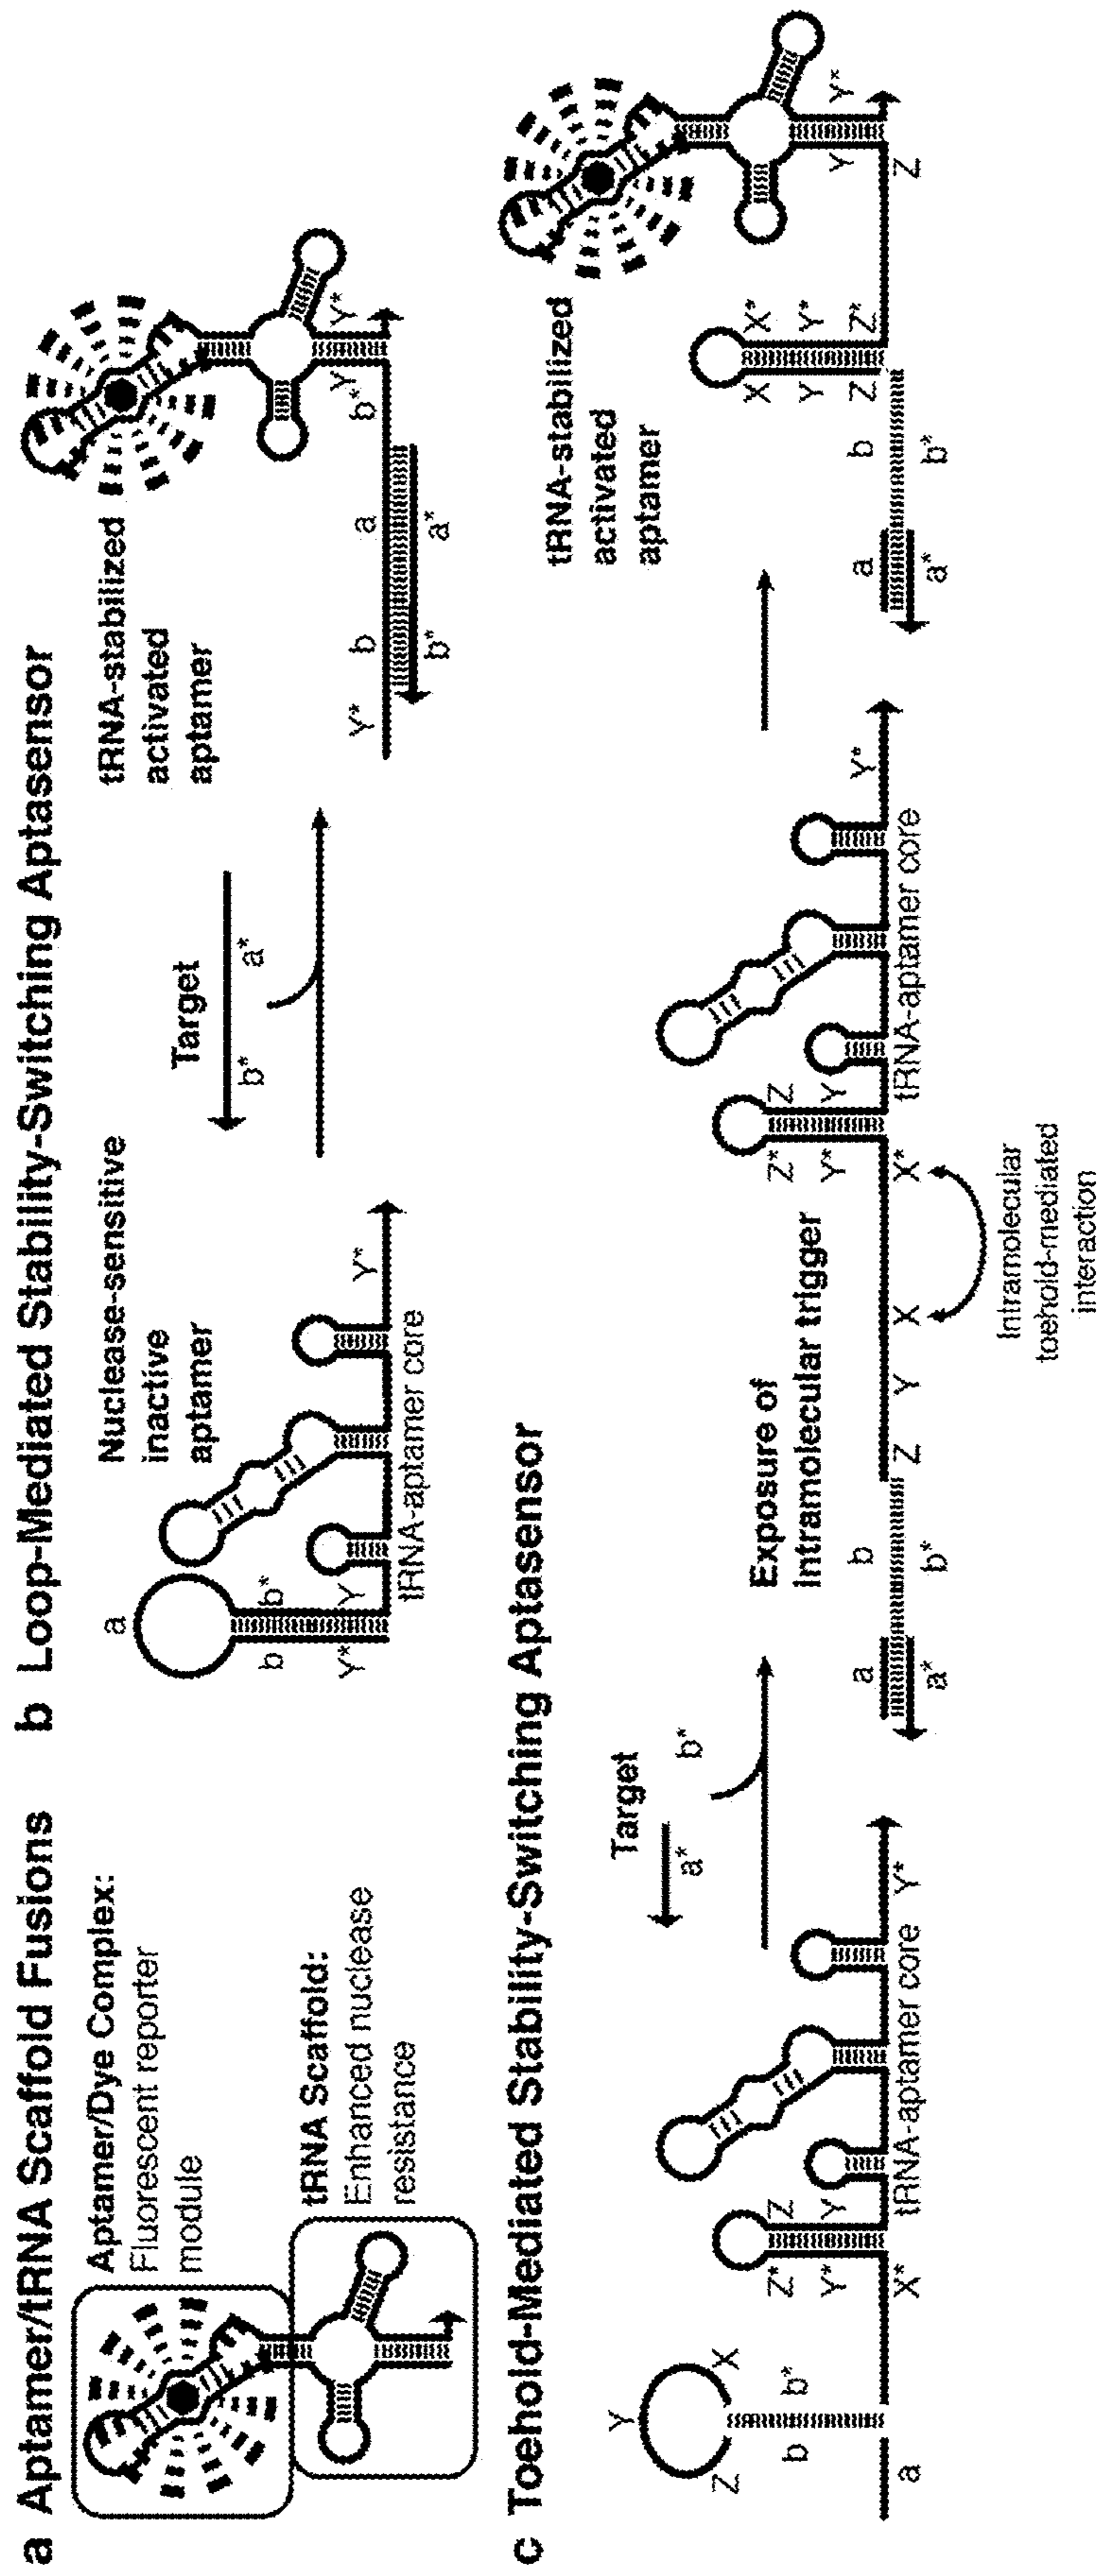 a Aptamer/tRNA Scaffold Fusions
Aptamer/Dye Complex:
Fluorescent reporter
module
tRNA Scaffold:
Enhanced nuclease
resistance
b Loop-Mediated Stability-Switching Aptasensor
a
b
b*
Y*
Y
Nuclease-sensitive
inactive
aptamer
tRNA-aptamer core
Y*
Target
b*
a*
tRNA-stabilized
activated
aptamer
Y*
b
a
b*
Y
Y*
b*
a*
c Toehold-Mediated Stability-Switching Aptasensor
Y
Z
X
b
b*
a
X*
Z*
Z
Y*
Y
tRNA-aptamer core
Y*
Target
a*
b*
Exposure of
intramolecular trigger
a
b
a*
b*
Z
Y
X
X*
Z*
Z
Y*
Y
tRNA-aptamer core
Y*
Intramolecular
toehold-mediated
interaction
tRNA-stabilized
activated
aptamer
a
b
a*
b*
X
X*
Y
Y*
Z
Z*
Y
Y*
Z